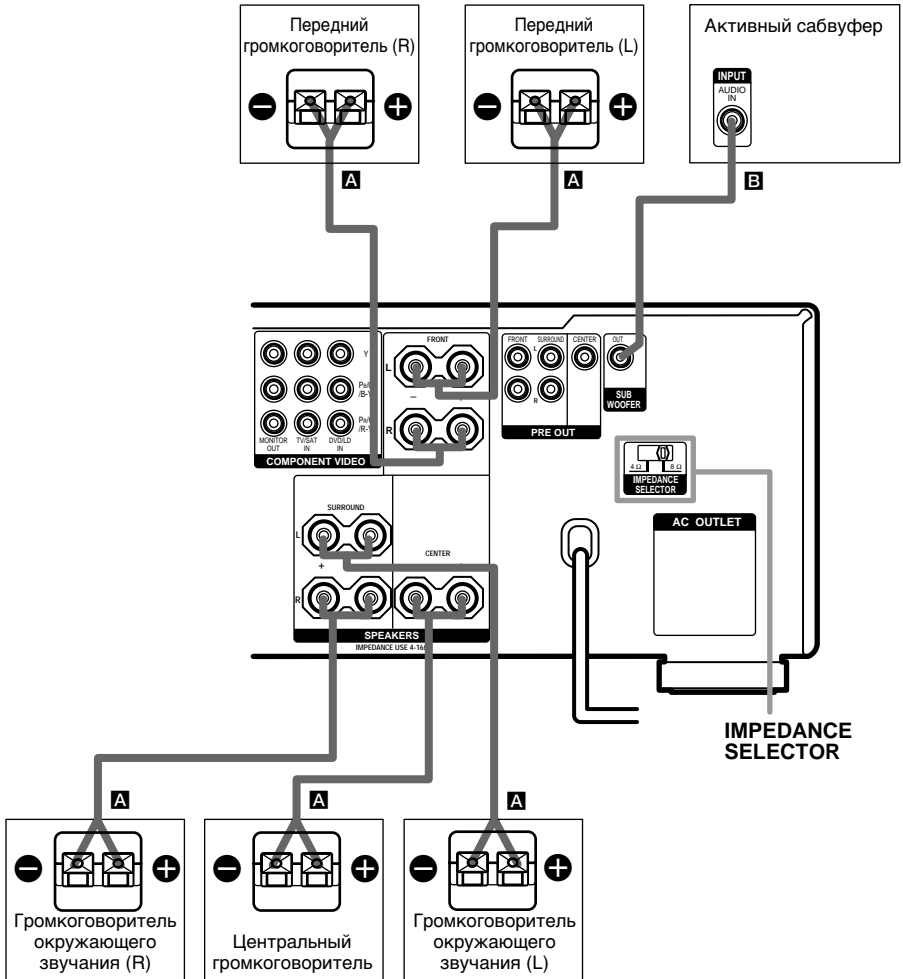 Передний
громкоговоритель (R)
Передний
громкоговоритель (L)
Активный сабвуфер
INPUT
AUDIO
IN
A
A
B
FRONT
L
R
Y
MONITOR
OUT
TV/SAT
IN
DVD/LD
IN
COMPONENT VIDEO
FRONT
SURROUND
CENTER
L
R
PRE OUT
OUT
SUB
WOOFER
4 Ω
8 Ω
IMPEDANCE
SELECTOR
AC OUTLET
SURROUND
L
R
CENTER
SPEAKERS
IMPEDANCE USE
IMPEDANCE
SELECTOR
A
A
A
Громкоговоритель
окружающего
звучания (R)
Центральный
громкоговоритель
Громкоговоритель
окружающего
звучания (L)